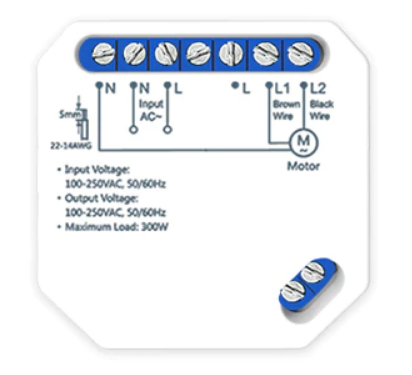 N N L L L1 L2
Input Brown Black
AC~ Wire Wire
5mm
M
~
22-14AWG
Motor
• Input Voltage:
100-250VAC, 50/60Hz
• Output Voltage:
100-250VAC, 50/60Hz
• Maximum Load: 300W